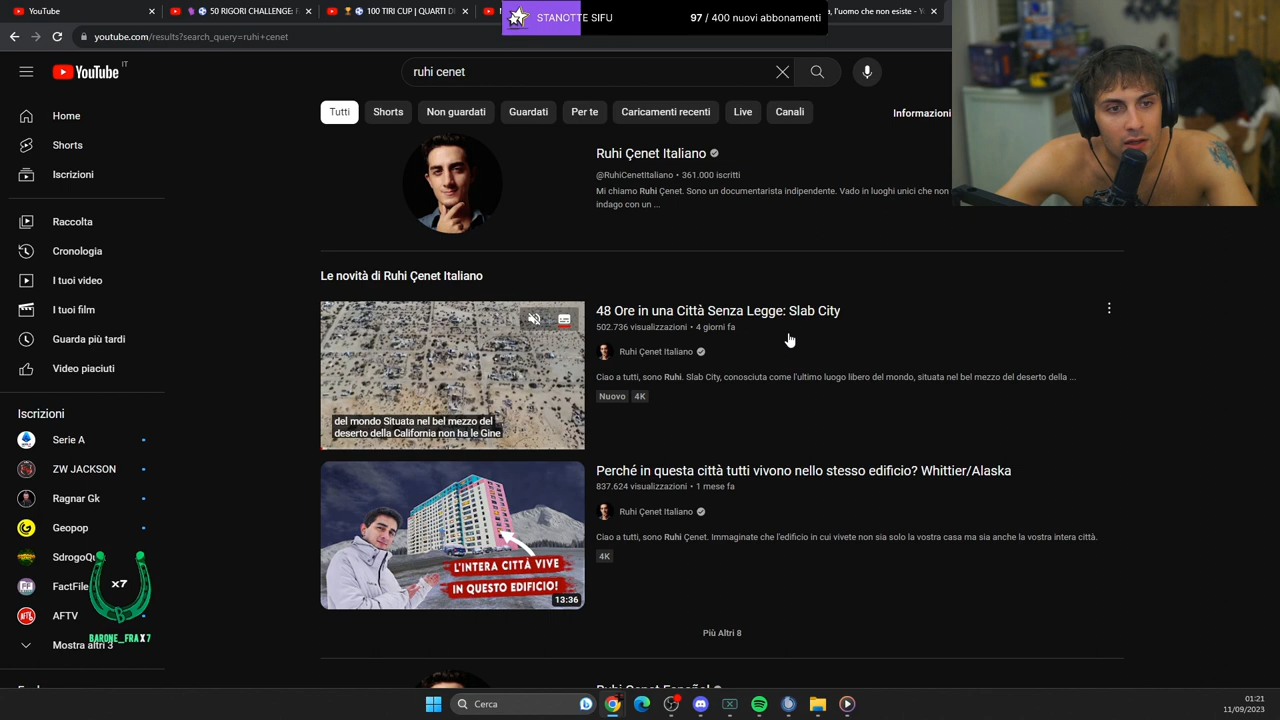 YouTube
50 RIGORI CHALLENGE: F
100 TIRI CUP | QUARTI DI
a, l'uomo che non esiste - Yo
STANOTTE SIFU
97 / 400 nuovi abbonamenti
youtube.com/results?search_query=ruhi+cenet
YouTube IT
ruhi cenet
Tutti
Shorts
Non guardati
Guardati
Per te
Caricamenti recenti
Live
Canali
Informazioni
Home
Shorts
Iscrizioni
Raccolta
Cronologia
I tuoi video
I tuoi film
Guarda più tardi
Video piaciuti
Iscrizioni
Serie A
ZW JACKSON
Ragnar Gk
Geopop
SdrogoQu
FactFile
AFTV
Mostra altri 3
x7
BARONE_FRA X 7
Ruhi Çenet Italiano
@RuhiCenetItaliano • 361.000 iscritti
Mi chiamo Ruhi Çenet. Sono un documentarista indipendente. Vado in luoghi unici che non
indago con un ...
Le novità di Ruhi Çenet Italiano
del mondo Situata nel bel mezzo del
deserto della California non ha le Gine
48 Ore in una Città Senza Legge: Slab City
502.736 visualizzazioni • 4 giorni fa
Ruhi Çenet Italiano
Ciao a tutti, sono Ruhi. Slab City, conosciuta come l'ultimo luogo libero del mondo, situata nel bel mezzo del deserto della ...
Nuovo
4K
L'INTERA CITTÀ VIVE
IN QUESTO EDIFICIO!
13:36
Perché in questa città tutti vivono nello stesso edificio? Whittier/Alaska
837.624 visualizzazioni • 1 mese fa
Ruhi Çenet Italiano
Ciao a tutti, sono Ruhi Çenet. Immaginate che l'edificio in cui vivete non sia solo la vostra casa ma sia anche la vostra intera città.
4K
Più Altri 8
Cerca
01:21
11/09/2023